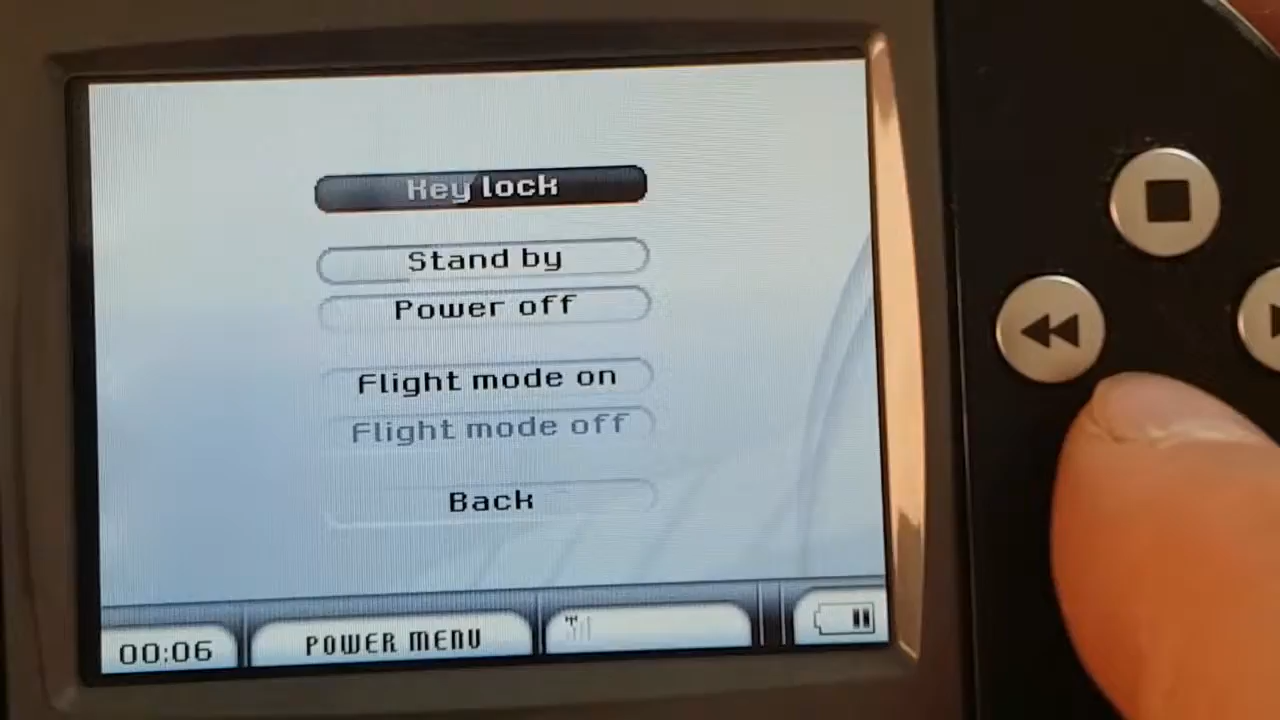 Key lock
Stand by
Power off
Flight mode on
Flight mode off
Back
00:06
POWER MENU